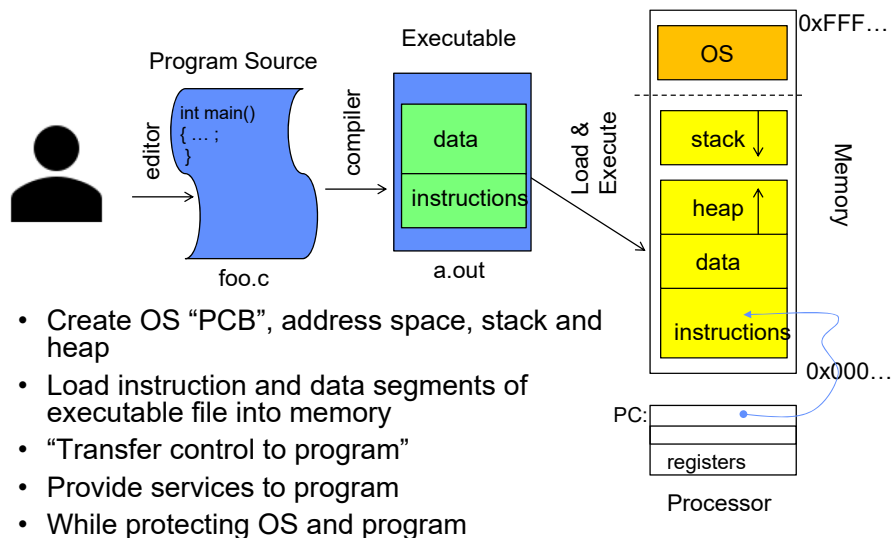 0xFFF...
Executable
OS
Program Source
int main()
{ … ;
}
editor
compiler
data
instructions
Load &
Execute
stack
heap
data
instructions
Memory
foo.c
a.out
0x000...
• Create OS “PCB”, address space, stack and
heap
• Load instruction and data segments of
executable file into memory
• “Transfer control to program”
• Provide services to program
• While protecting OS and program
PC:
registers
Processor